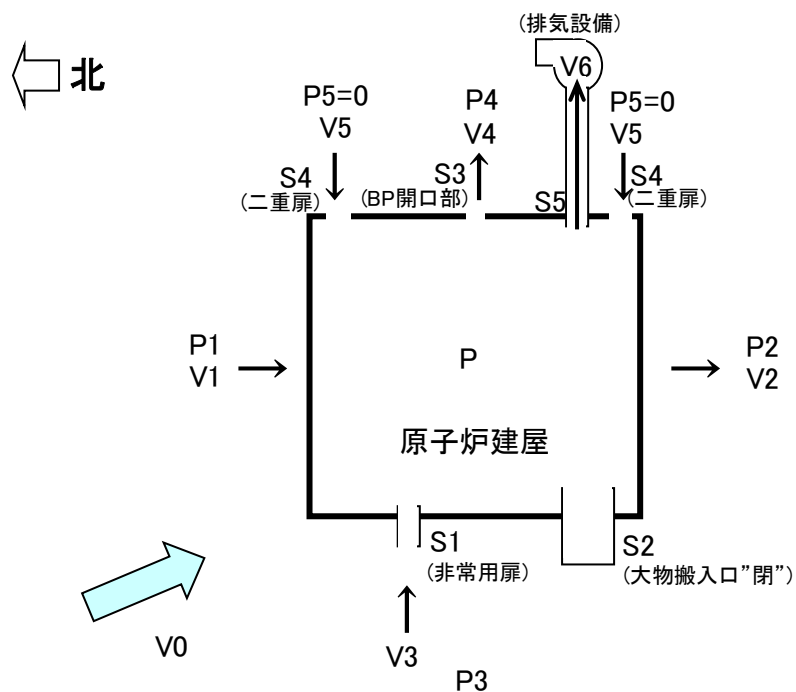 (排気設備)
北
V6
P5=0
V5
P4
V4
P5=0
V5
S4
(二重扉)
S3
(BP開口部)
S5
S4
(二重扉)
P1
V1
P
P2
V2
原子炉建屋
S1
(非常用扉)
S2
(大物搬入口”閉”)
V0
V3
P3